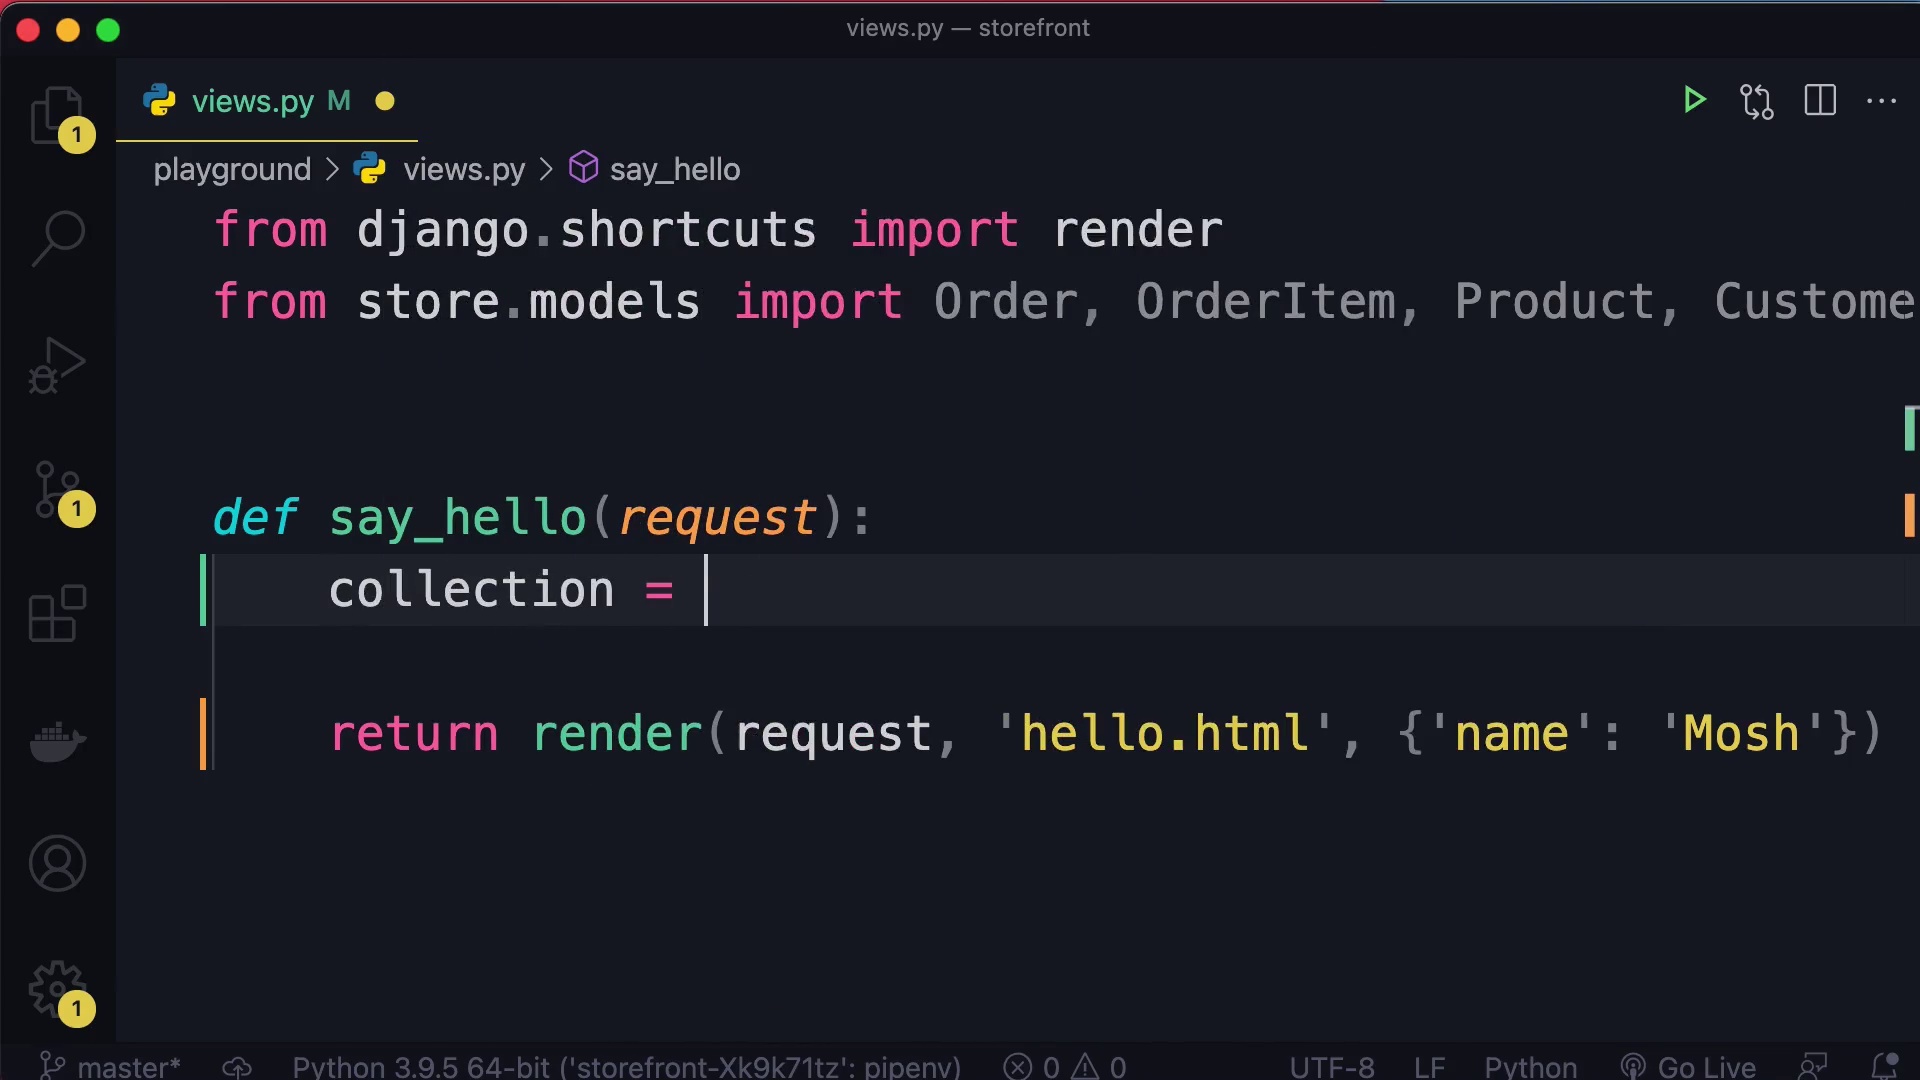 views.py — storefront
views.py M
playground > views.py > say_hello
from django.shortcuts import render
from store.models import Order, OrderItem, Product, Custome
def say_hello(request):
collection =
return render(request, 'hello.html', {'name': 'Mosh'})
1
1
1
master* Python 3.9.5 64-bit ('storefront-Xk9k71tz': pipenv) 0 0 UTF-8 LF Python Go Live